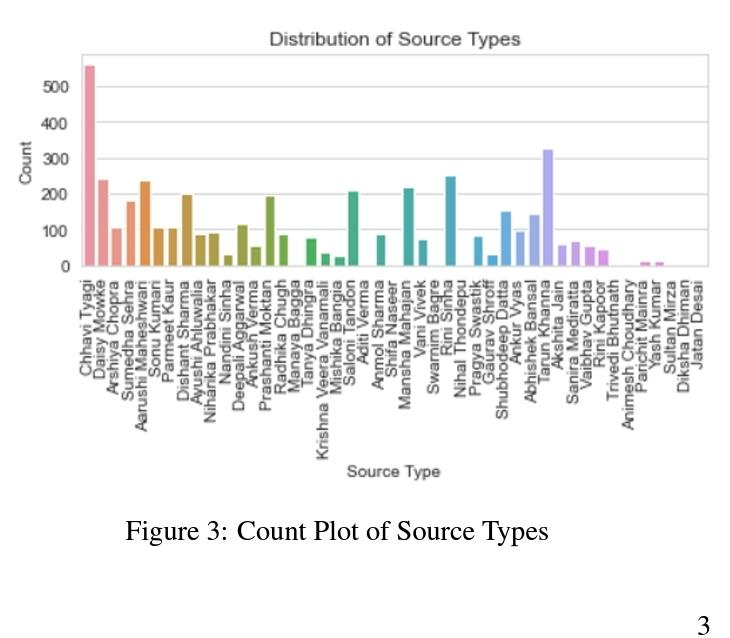 Distribution of Source Types
500
400
300
200
100
0
Count
Chhavi Tyagi
Daisy Mowke
Arshiya Chopra
Sumedha Sehra
Aarushi Maheshwari
Sonu Kumari
Parmeet Kaur
Dishant Sharma
Ayushi Ahluwalia
Niharika Prabhakar
Nandini Sinha
Deepali Aggarwal
Ankush Verma
Prashanti Moktan
Radhika Chugh
Manaya Bagga
Tanya Dhingra
Krishna Veera Vanamali
Mishika Bangia
Saloni Tandon
Aditi Verma
Anmol Sharma
Shifa Naseer
Mansha Mahajan
Vani Vivek
Swarni Bagre
Rini Sinha
Nihal Thondepu
Pragya Swastik
Gaurav Shroff
Shubhodeep Datta
Ankur Vyas
Abhishek Bansal
Tarun Khanna
Akshita Jain
Sanira Mediratta
Vaibhav Gupta
Rini Kapoor
Trivedi Bhutnath
Animesh Choudhary
Parichit Mainra
Yash Kumar
Sultan Mirza
Diksha Dhiman
Jatan Desai
Source Type
Figure 3: Count Plot of Source Types
3